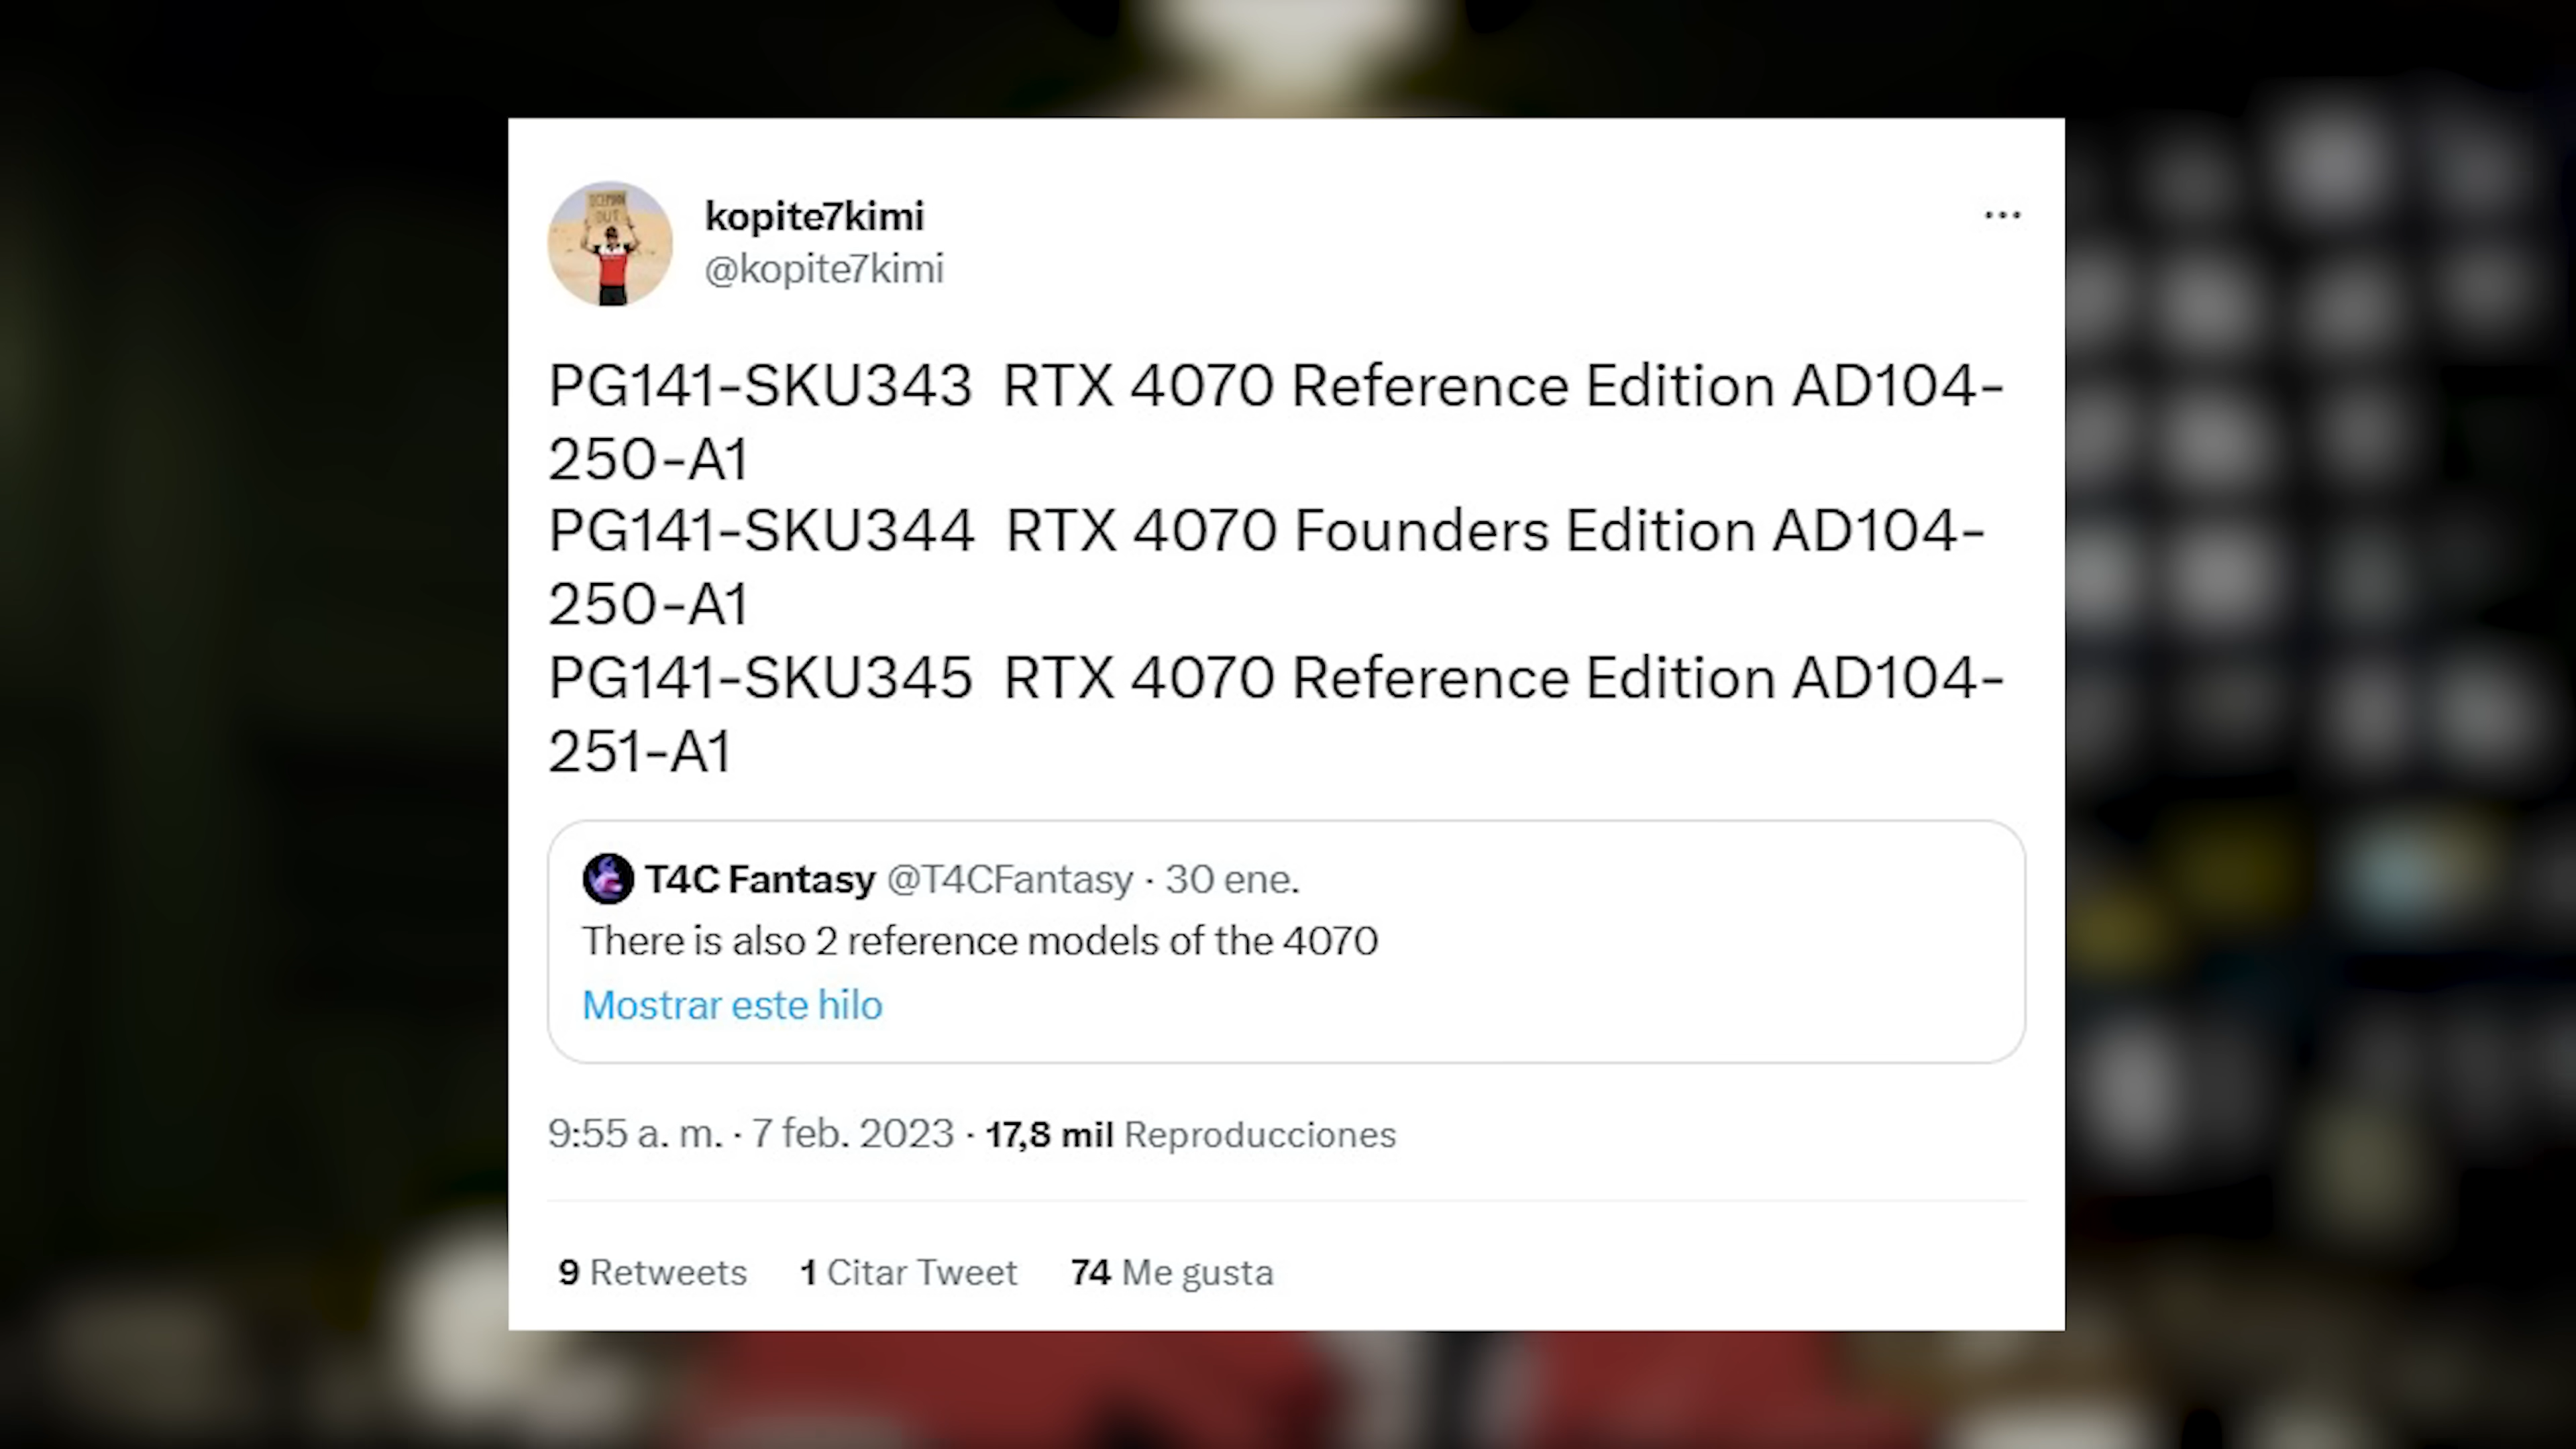 kopite7kimi
@kopite7kimi
PG141-SKU343 RTX 4070 Reference Edition AD104-
250-A1
PG141-SKU344 RTX 4070 Founders Edition AD104-
250-A1
PG141-SKU345 RTX 4070 Reference Edition AD104-
251-A1
T4C Fantasy @T4CFantasy · 30 ene.
There is also 2 reference models of the 4070
Mostrar este hilo
9:55 a. m. · 7 feb. 2023 · 17,8 mil Reproducciones
9 Retweets 1 Citar Tweet 74 Me gusta